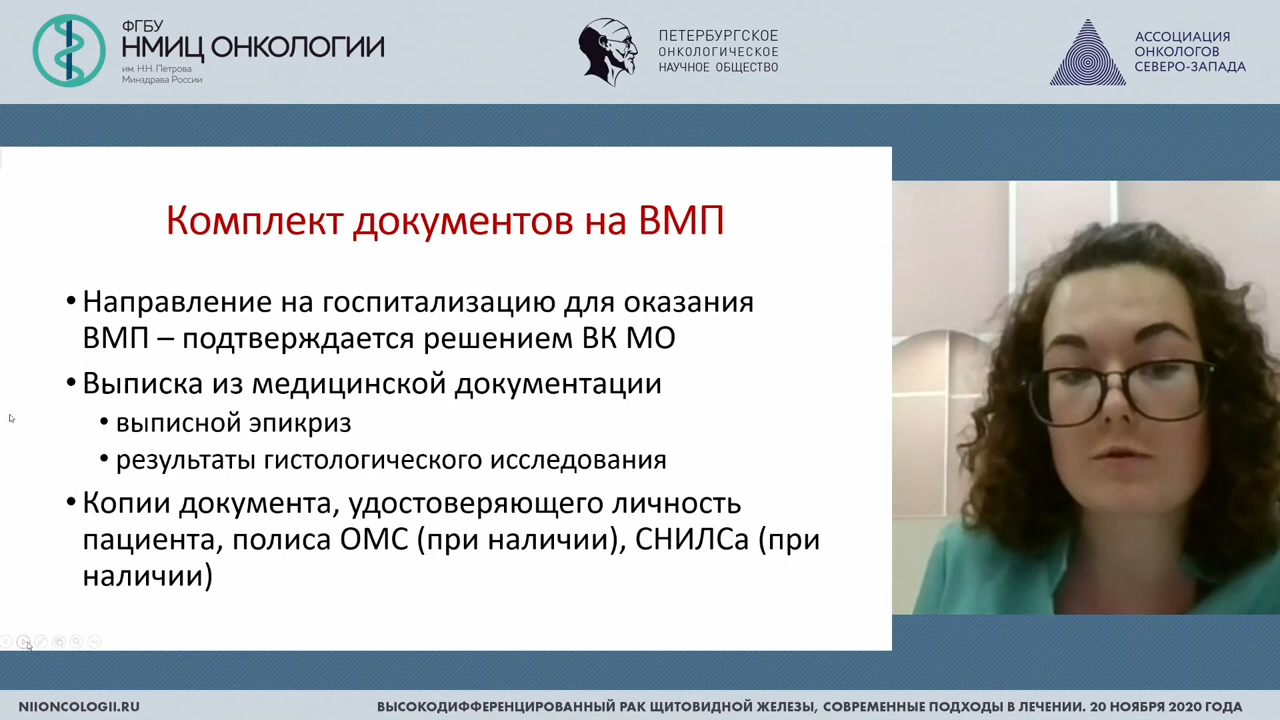 ФГБУ
НМИЦ ОНКОЛОГИИ
им. Н.Н. Петрова
Минздрава России
ПЕТЕРБУРГСКОЕ
ОНКОЛОГИЧЕСКОЕ
НАУЧНОЕ ОБЩЕСТВО
АССОЦИАЦИЯ
ОНКОЛОГОВ
СЕВЕРО-ЗАПАДА
Комплект документов на ВМП
• Направление на госпитализацию для оказания
ВМП – подтверждается решением ВК МО
• Выписка из медицинской документации
• выписной эпикриз
• результаты гистологического исследования
• Копии документа, удостоверяющего личность
пациента, полиса ОМС (при наличии), СНИЛСа (при
наличии)
NIIONCOLOGII.RU
ВЫСОКОДИФФЕРЕНЦИРОВАННЫЙ РАК ЩИТОВИДНОЙ ЖЕЛЕЗЫ, СОВРЕМЕННЫЕ ПОДХОДЫ В ЛЕЧЕНИИ. 20 НОЯБРЯ 2020 ГОДА